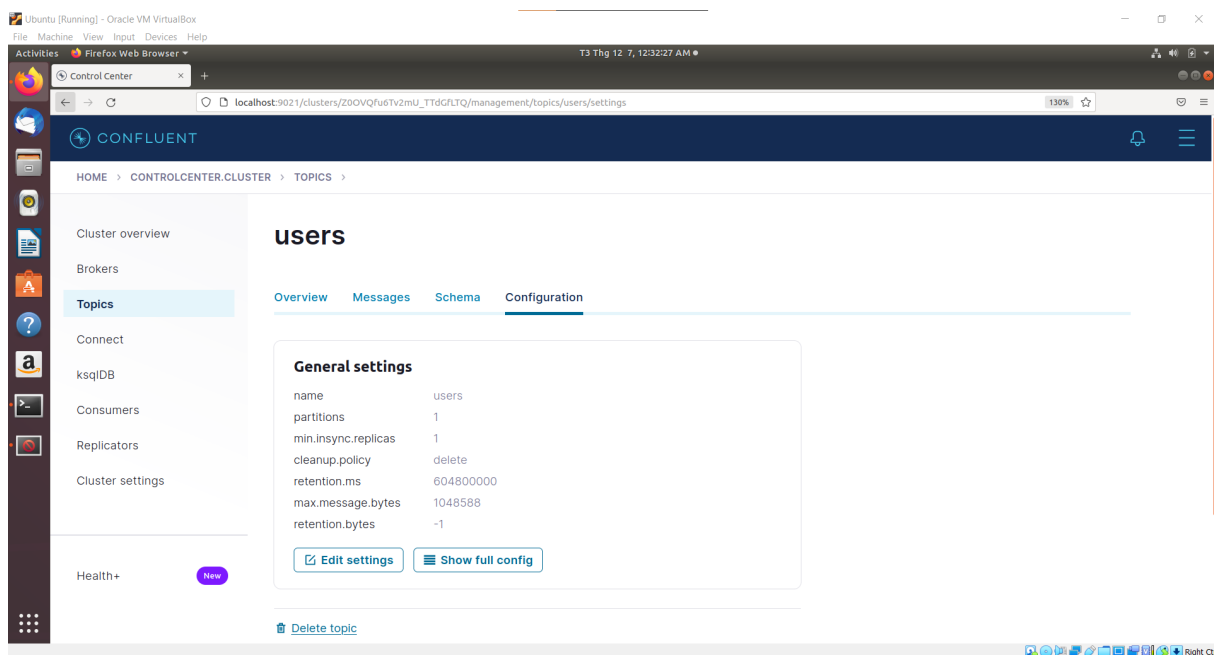 Ubuntu [Running] - Oracle VM VirtualBox
File Machine View Input Devices Help
Activities Firefox Web Browser T3 Thg 12 7, 12:32:27 AM
Control Center × +
localhost:9021/clusters/Z0OVQfu6Tv2mU_TTdGfLTQ/management/topics/users/settings 130%
CONFLUENT
HOME > CONTROLCENTER.CLUSTER > TOPICS >
Cluster overview
Brokers
Topics
Connect
ksqlDB
Consumers
Replicators
Cluster settings
Health+ New
users
Overview Messages Schema Configuration
General settings
name users
partitions 1
min.insync.replicas 1
cleanup.policy delete
retention.ms 604800000
max.message.bytes 1048588
retention.bytes -1
Edit settings Show full config
Delete topic
Right Ct